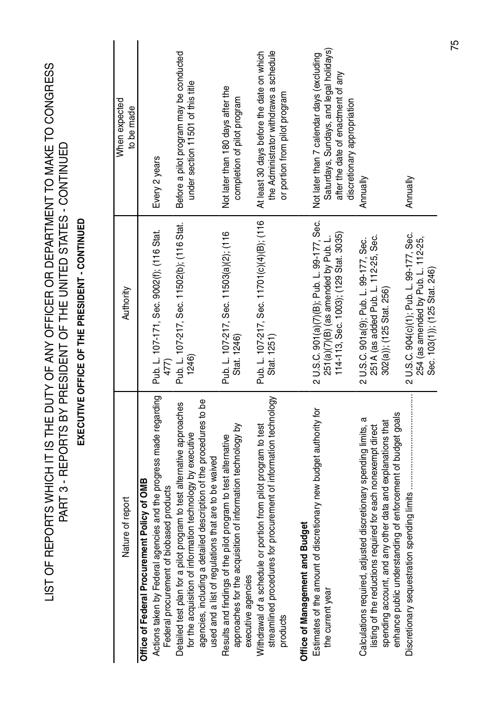 LIST OF REPORTS WHICH IT IS THE DUTY OF ANY OFFICER OR DEPARTMENT TO MAKE TO CONGRESS
PART 3 - REPORTS BY PRESIDENT OF THE UNITED STATES - CONTINUED
EXECUTIVE OFFICE OF THE PRESIDENT - CONTINUED
Nature of report
Authority
When expected
to be made
Office of Federal Procurement Policy of OMB
Actions taken by Federal agencies and the progress made regarding
Federal procurement of biobased products
Pub. L. 107-171, Sec. 9002(f); (116 Stat.
477)
Every 2 years
Detailed test plan for a pilot program to test alternative approaches
for the acquisition of information technology by executive
agencies, including a detailed description of the procedures to be
used and a list of regulations that are to be waived
Pub. L. 107-217, Sec. 11502(b); (116 Stat.
1246)
Before a pilot program may be conducted
under section 11501 of this title
Results and findings of the pilot program to test alternative
approaches for the acquisition of information technology by
executive agencies
Pub. L. 107-217, Sec. 11503(a)(2); (116
Stat. 1246)
Not later than 180 days after the
completion of pilot program
Withdrawal of a schedule or portion from pilot program to test
streamlined procedures for procurement of information technology
products
Pub. L. 107-217, Sec. 11701(c)(4)(B); (116
Stat. 1251)
At least 30 days before the date on which
the Administrator withdraws a schedule
or portion from pilot program
Office of Management and Budget
Estimates of the amount of discretionary new budget authority for
the current year
2 U.S.C. 901(a)(7)(B); Pub. L. 99-177, Sec.
251(a)(7)(B) (as amended by Pub. L.
114-113, Sec. 1003); (129 Stat. 3035)
Not later than 7 calendar days (excluding
Saturdays, Sundays, and legal holidays)
after the date of enactment of any
discretionary appropriation
Calculations required, adjusted discretionary spending limits, a
listing of the reductions required for each nonexempt direct
spending account, and any other data and explanations that
enhance public understanding of enforcement of budget goals
2 U.S.C. 901a(9); Pub. L. 99-177, Sec.
251A (as added Pub. L. 112-25, Sec.
302(a)); (125 Stat. 256)
Annually
Discretionary sequestration spending limits ................................
2 U.S.C. 904(c)(1); Pub. L. 99-177, Sec.
254 (as amended by Pub. L. 112-25,
Sec. 103(1)); (125 Stat. 246)
Annually
75